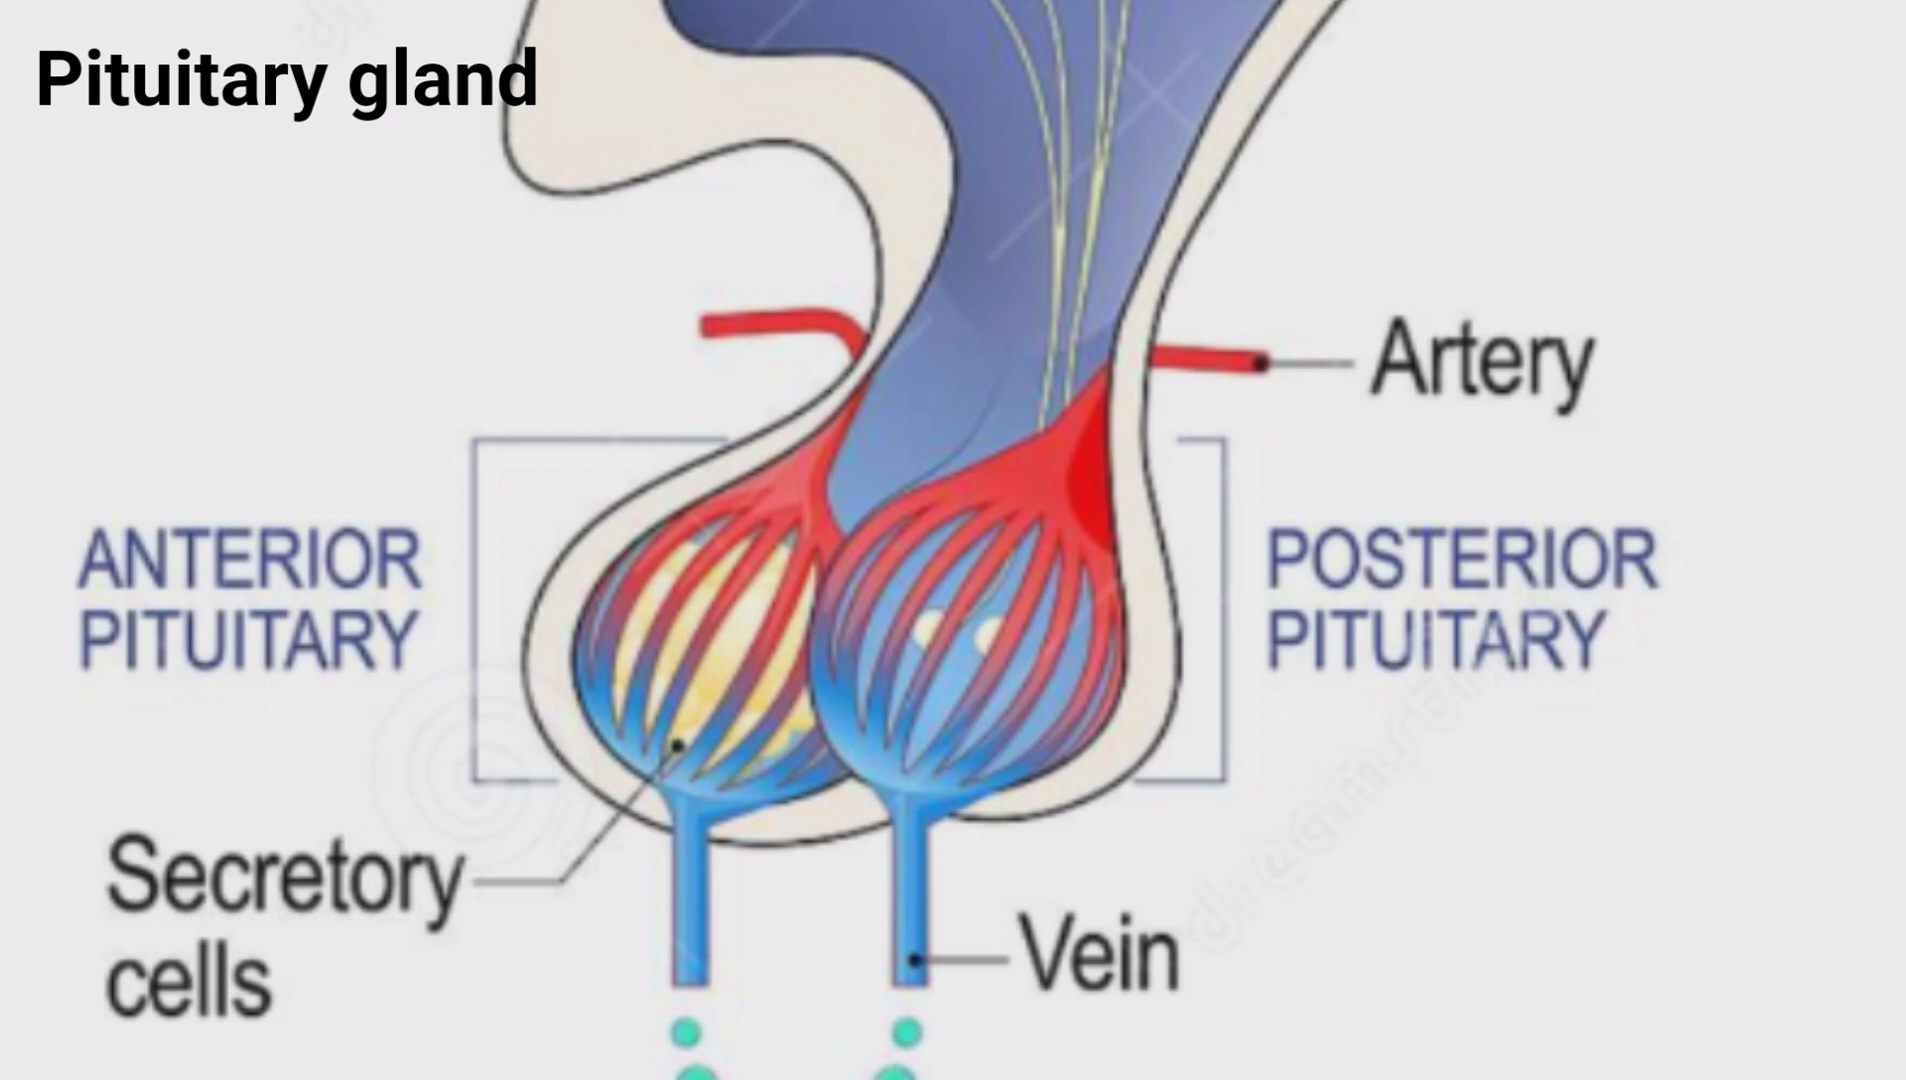 Pituitary gland
Artery
ANTERIOR
PITUITARY
POSTERIOR
PITUITARY
Secretory
cells
Vein